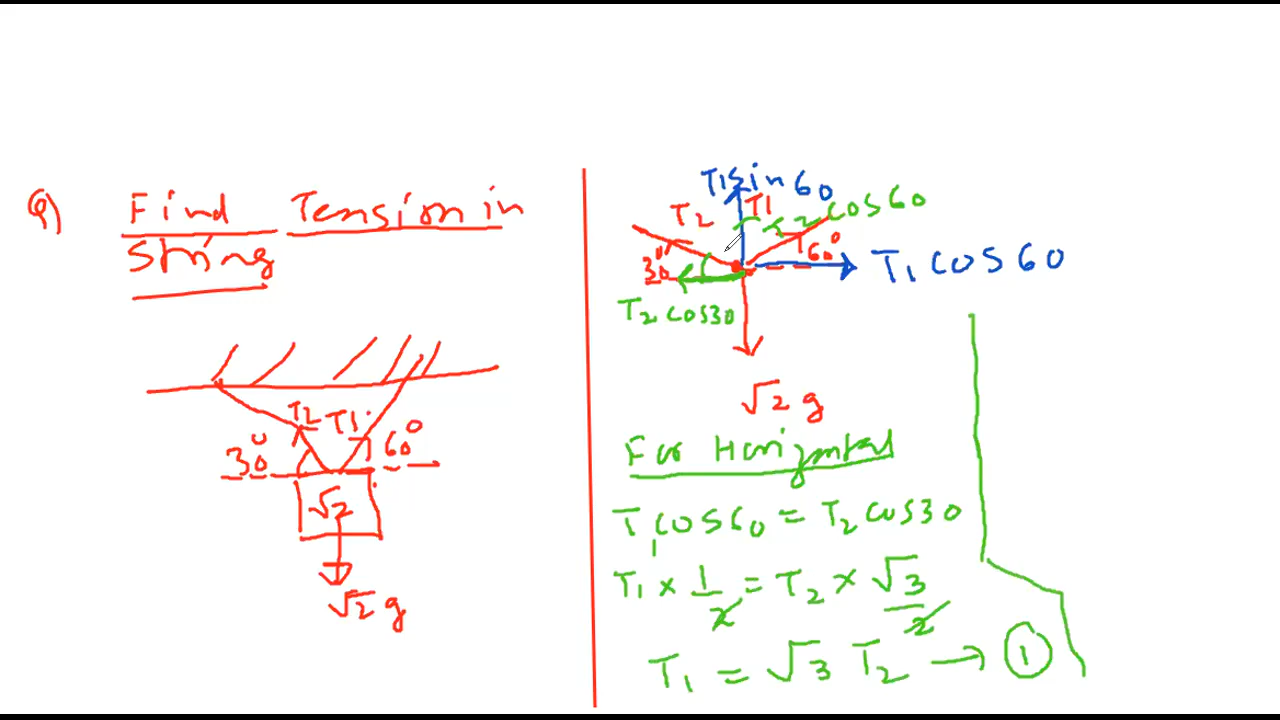 Q) Find Tension in
String
T2 T1
30° 60°
√2
√2 g
T1 sin 60
T2 T1 T2 cos 60
30° 60° T1 cos 60
T2 cos 30
√2 g
For Horizontal
T1 cos 60 = T2 cos 30
T1 × 1/2 = T2 × √3/2
T1 = √3 T2 → 1